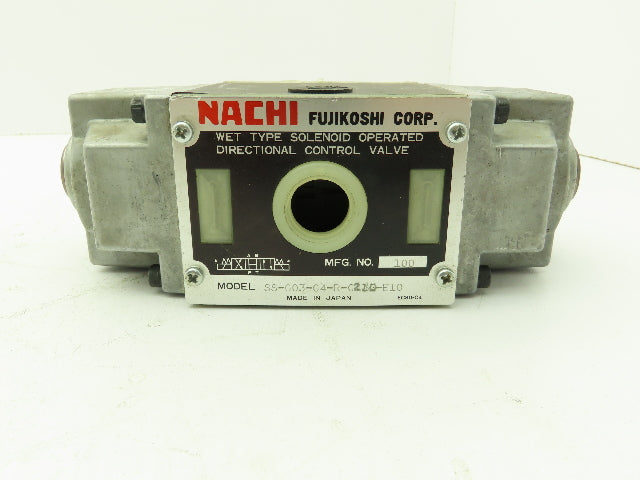 NACHI FUJIKOSHI CORP.
WET TYPE SOLENOID OPERATED
DIRECTIONAL CONTROL VALVE
MFG. NO. 100
MODEL
MADE IN JAPAN